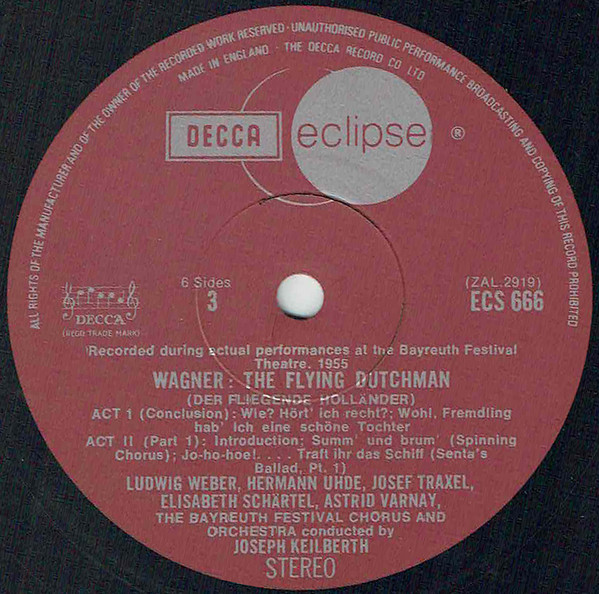 ALL RIGHTS OF THE MANUFACTURER AND OF THE OWNER OF THE RECORDED WORK RESERVED · UNAUTHORISED PUBLIC PERFORMANCE BROADCASTING AND COPYING OF THIS RECORD PROHIBITED
MADE IN ENGLAND · THE DECCA RECORD CO LTD
DECCA eclipse ®
6 Sides
3
(ZAL.2919)
ECS 666
DECCA
(REGD TRADE MARK)
Recorded during actual performances at the Bayreuth Festival
Theatre. 1955
WAGNER: THE FLYING DUTCHMAN
(DER FLIEGENDE HOLLÄNDER)
ACT 1 (Conclusion): Wie? Hört' ich recht?; Wohl, Fremdling
hab' ich eine schöne Tochter
ACT II (Part 1): Introduction; Summ' und brum' (Spinning
Chorus); Jo-ho-hoe!. . . . Traft ihr das Schiff (Senta's
Ballad, Pt. 1)
LUDWIG WEBER, HERMANN UHDE, JOSEF TRAXEL,
ELISABETH SCHÄRTEL, ASTRID VARNAY,
THE BAYREUTH FESTIVAL CHORUS AND
ORCHESTRA conducted by
JOSEPH KEILBERTH
STEREO